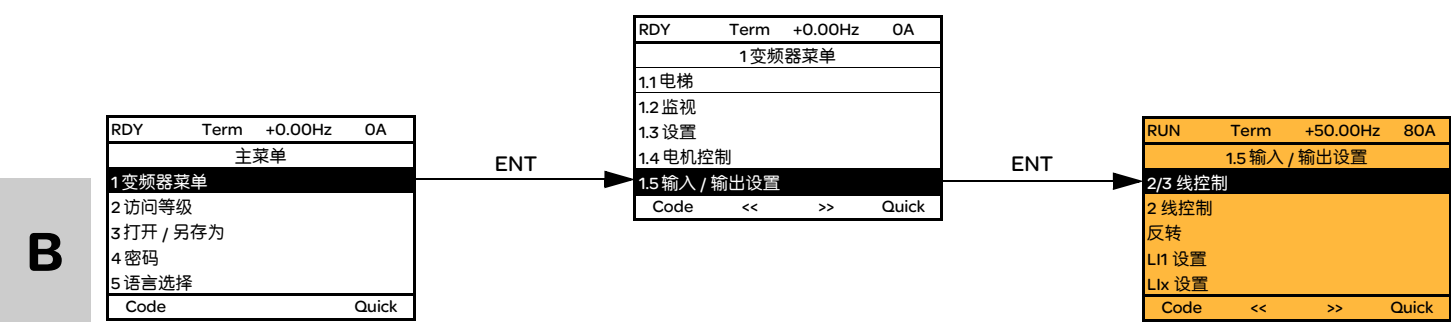 B
RDY Term +0.00Hz 0A
主菜单
1 变频器菜单
2 访问等级
3 打开 / 另存为
4 密码
5 语言选择
Code Quick
ENT
RDY Term +0.00Hz 0A
1 变频器菜单
1.1 电梯
1.2 监视
1.3 设置
1.4 电机控制
1.5 输入 / 输出设置
Code << >> Quick
ENT
RUN Term +50.00Hz 80A
1.5 输入 / 输出设置
2/3 线控制
2 线控制
反转
LI1 设置
LIx 设置
Code << >> Quick